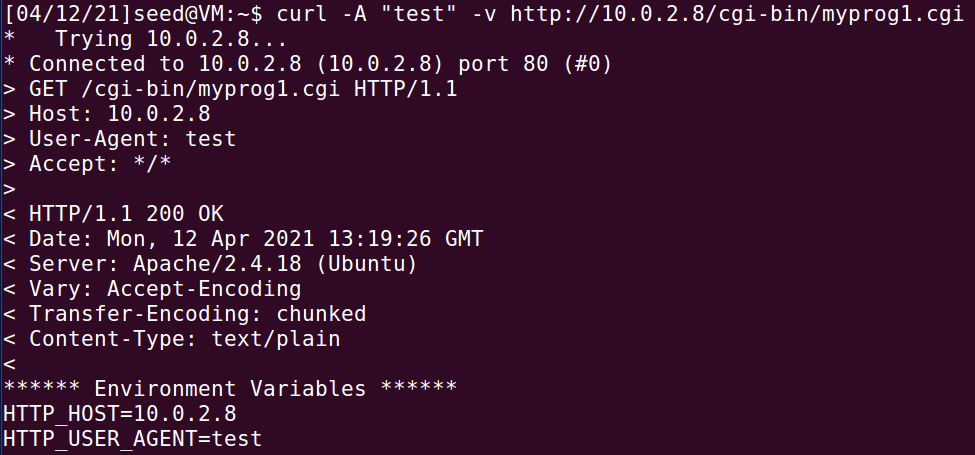 [04/12/21]seed@VM:~$ curl -A "test" -v http://10.0.2.8/cgi-bin/myprog1.cgi
*   Trying 10.0.2.8...
* Connected to 10.0.2.8 (10.0.2.8) port 80 (#0)
> GET /cgi-bin/myprog1.cgi HTTP/1.1
> Host: 10.0.2.8
> User-Agent: test
> Accept: */*
>
< HTTP/1.1 200 OK
< Date: Mon, 12 Apr 2021 13:19:26 GMT
< Server: Apache/2.4.18 (Ubuntu)
< Vary: Accept-Encoding
< Transfer-Encoding: chunked
< Content-Type: text/plain
<
****** Environment Variables ******
HTTP_HOST=10.0.2.8
HTTP_USER_AGENT=test